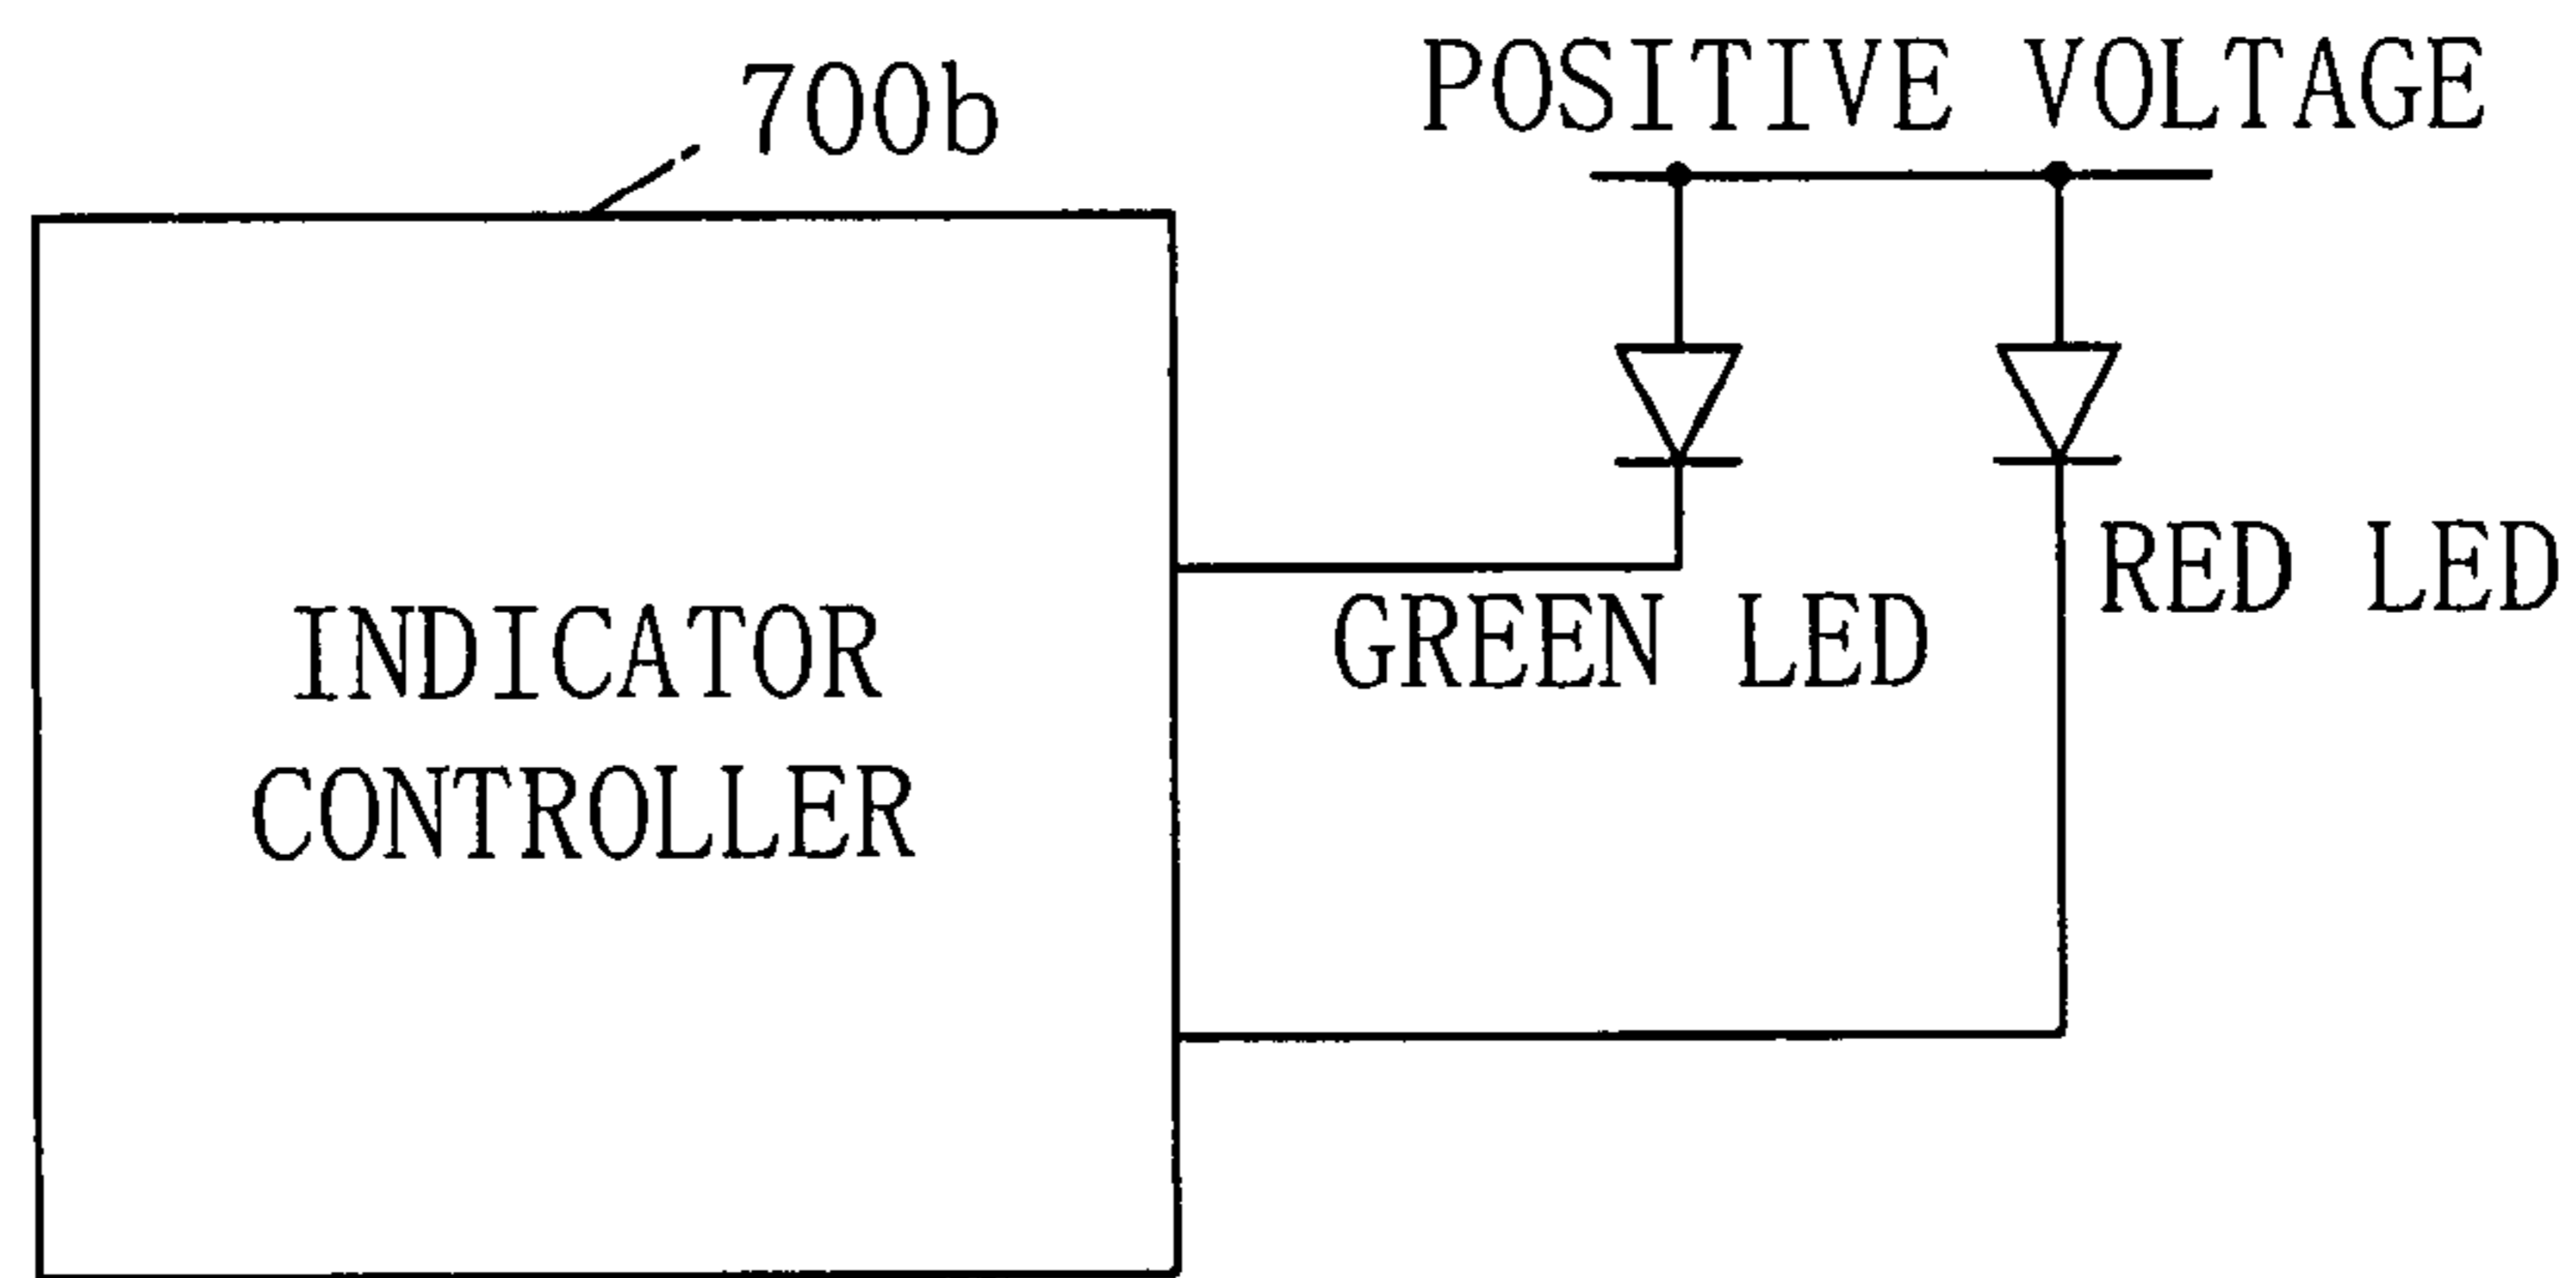 700b
POSITIVE VOLTAGE
INDICATOR
CONTROLLER
GREEN LED
RED LED